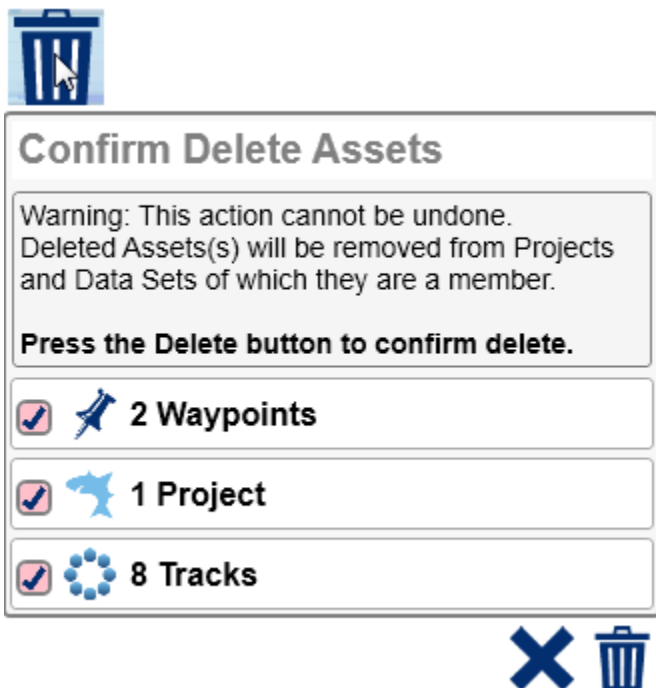 Confirm Delete Assets
Warning: This action cannot be undone.
Deleted Assets(s) will be removed from Projects
and Data Sets of which they are a member.
Press the Delete button to confirm delete.
2 Waypoints
1 Project
8 Tracks